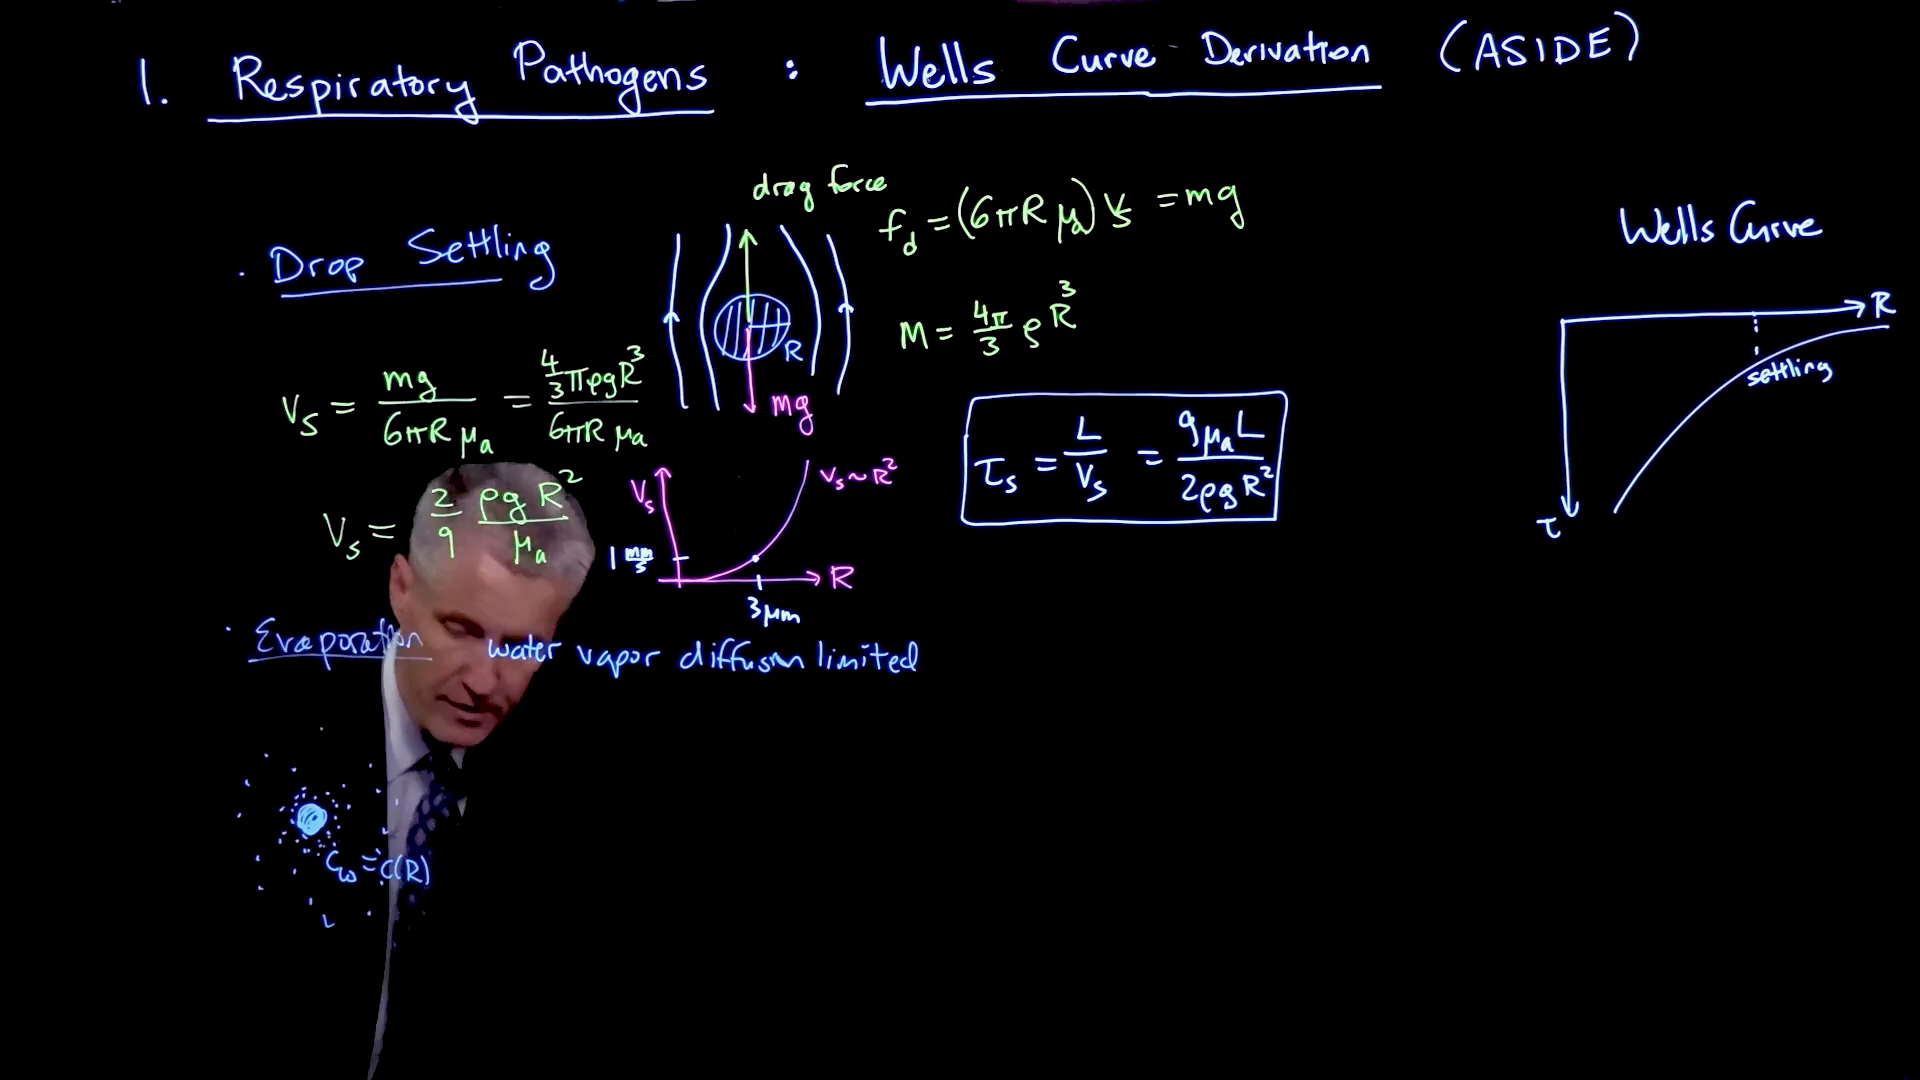 1. Respiratory Pathogens : Wells Curve Derivation (ASIDE)
drag force
f_d = (6πRμ_a) v_s = mg
· Drop Settling
R
mg
M = 4π/3 ρ R^3
v_s = mg / 6πRμ_a = 4/3 πρgR^3 / 6πRμ_a
v_s = 2/9 ρgR^2 / μ_a
V_s
v_s ~ R^2
1 mm/s
R
3μm
τ_s = L/v_s = 9μ_a L / 2ρgR^2
Wells Curve
R
settling
τ
· Evaporation water vapor diffusion limited
C_w = C(R)